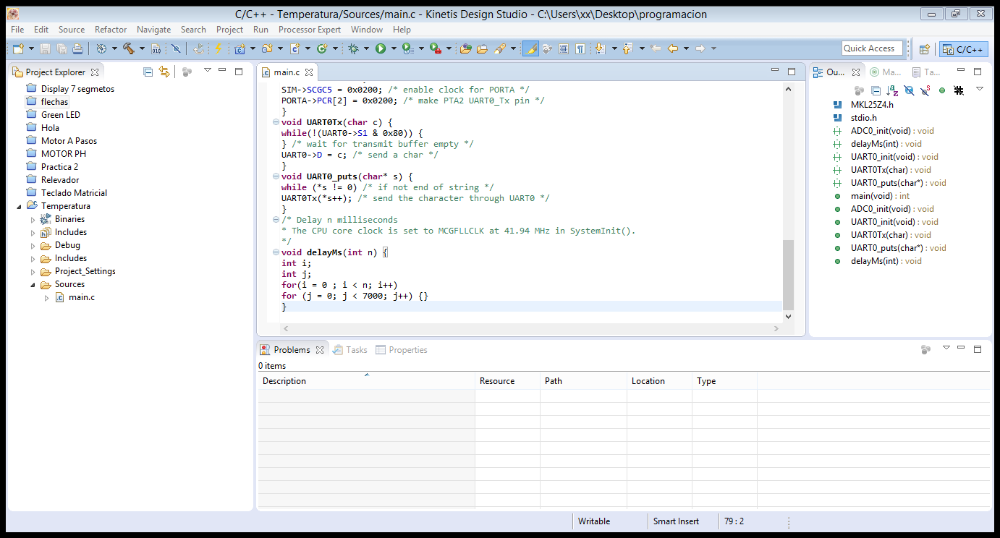 C/C++ - Temperatura/Sources/main.c - Kinetis Design Studio - C:\Users\xx\Desktop\programacion
File Edit Source Refactor Navigate Search Project Run Processor Expert Window Help
Quick Access
C/C++
Project Explorer
Display 7 segmetos
flechas
Green LED
Hola
Motor A Pasos
MOTOR PH
Practica 2
Relevador
Teclado Matricial
Temperatura
Binaries
Includes
Debug
Includes
Project_Settings
Sources
main.c
main.c
SIM->SCGC5 = 0x0200; /* enable clock for PORTA */
PORTA->PCR[2] = 0x0200; /* make PTA2 UART0_Tx pin */
}
void UART0Tx(char c) {
while(!(UART0->S1 & 0x80)) {
} /* wait for transmit buffer empty */
UART0->D = c; /* send a char */
}
void UART0_puts(char* s) {
while (*s != 0) /* if not end of string */
UART0Tx(*s++); /* send the character through UART0 */
}
/* Delay n milliseconds
* The CPU core clock is set to MCGFLLCLK at 41.94 MHz in SystemInit().
*/
void delayMs(int n) {
int i;
int j;
for(i = 0 ; i < n; i++)
for (j = 0; j < 7000; j++) {}
}
Ou... Ma... Ta...
MKL25Z4.h
stdio.h
ADC0_init(void) : void
delayMs(int) : void
UART0_init(void) : void
UART0Tx(char) : void
UART0_puts(char*) : void
main(void) : int
ADC0_init(void) : void
UART0_init(void) : void
UART0Tx(char) : void
UART0_puts(char*) : void
delayMs(int) : void
Problems Tasks Properties
0 items
Description Resource Path Location Type
Writable Smart Insert 79 : 2